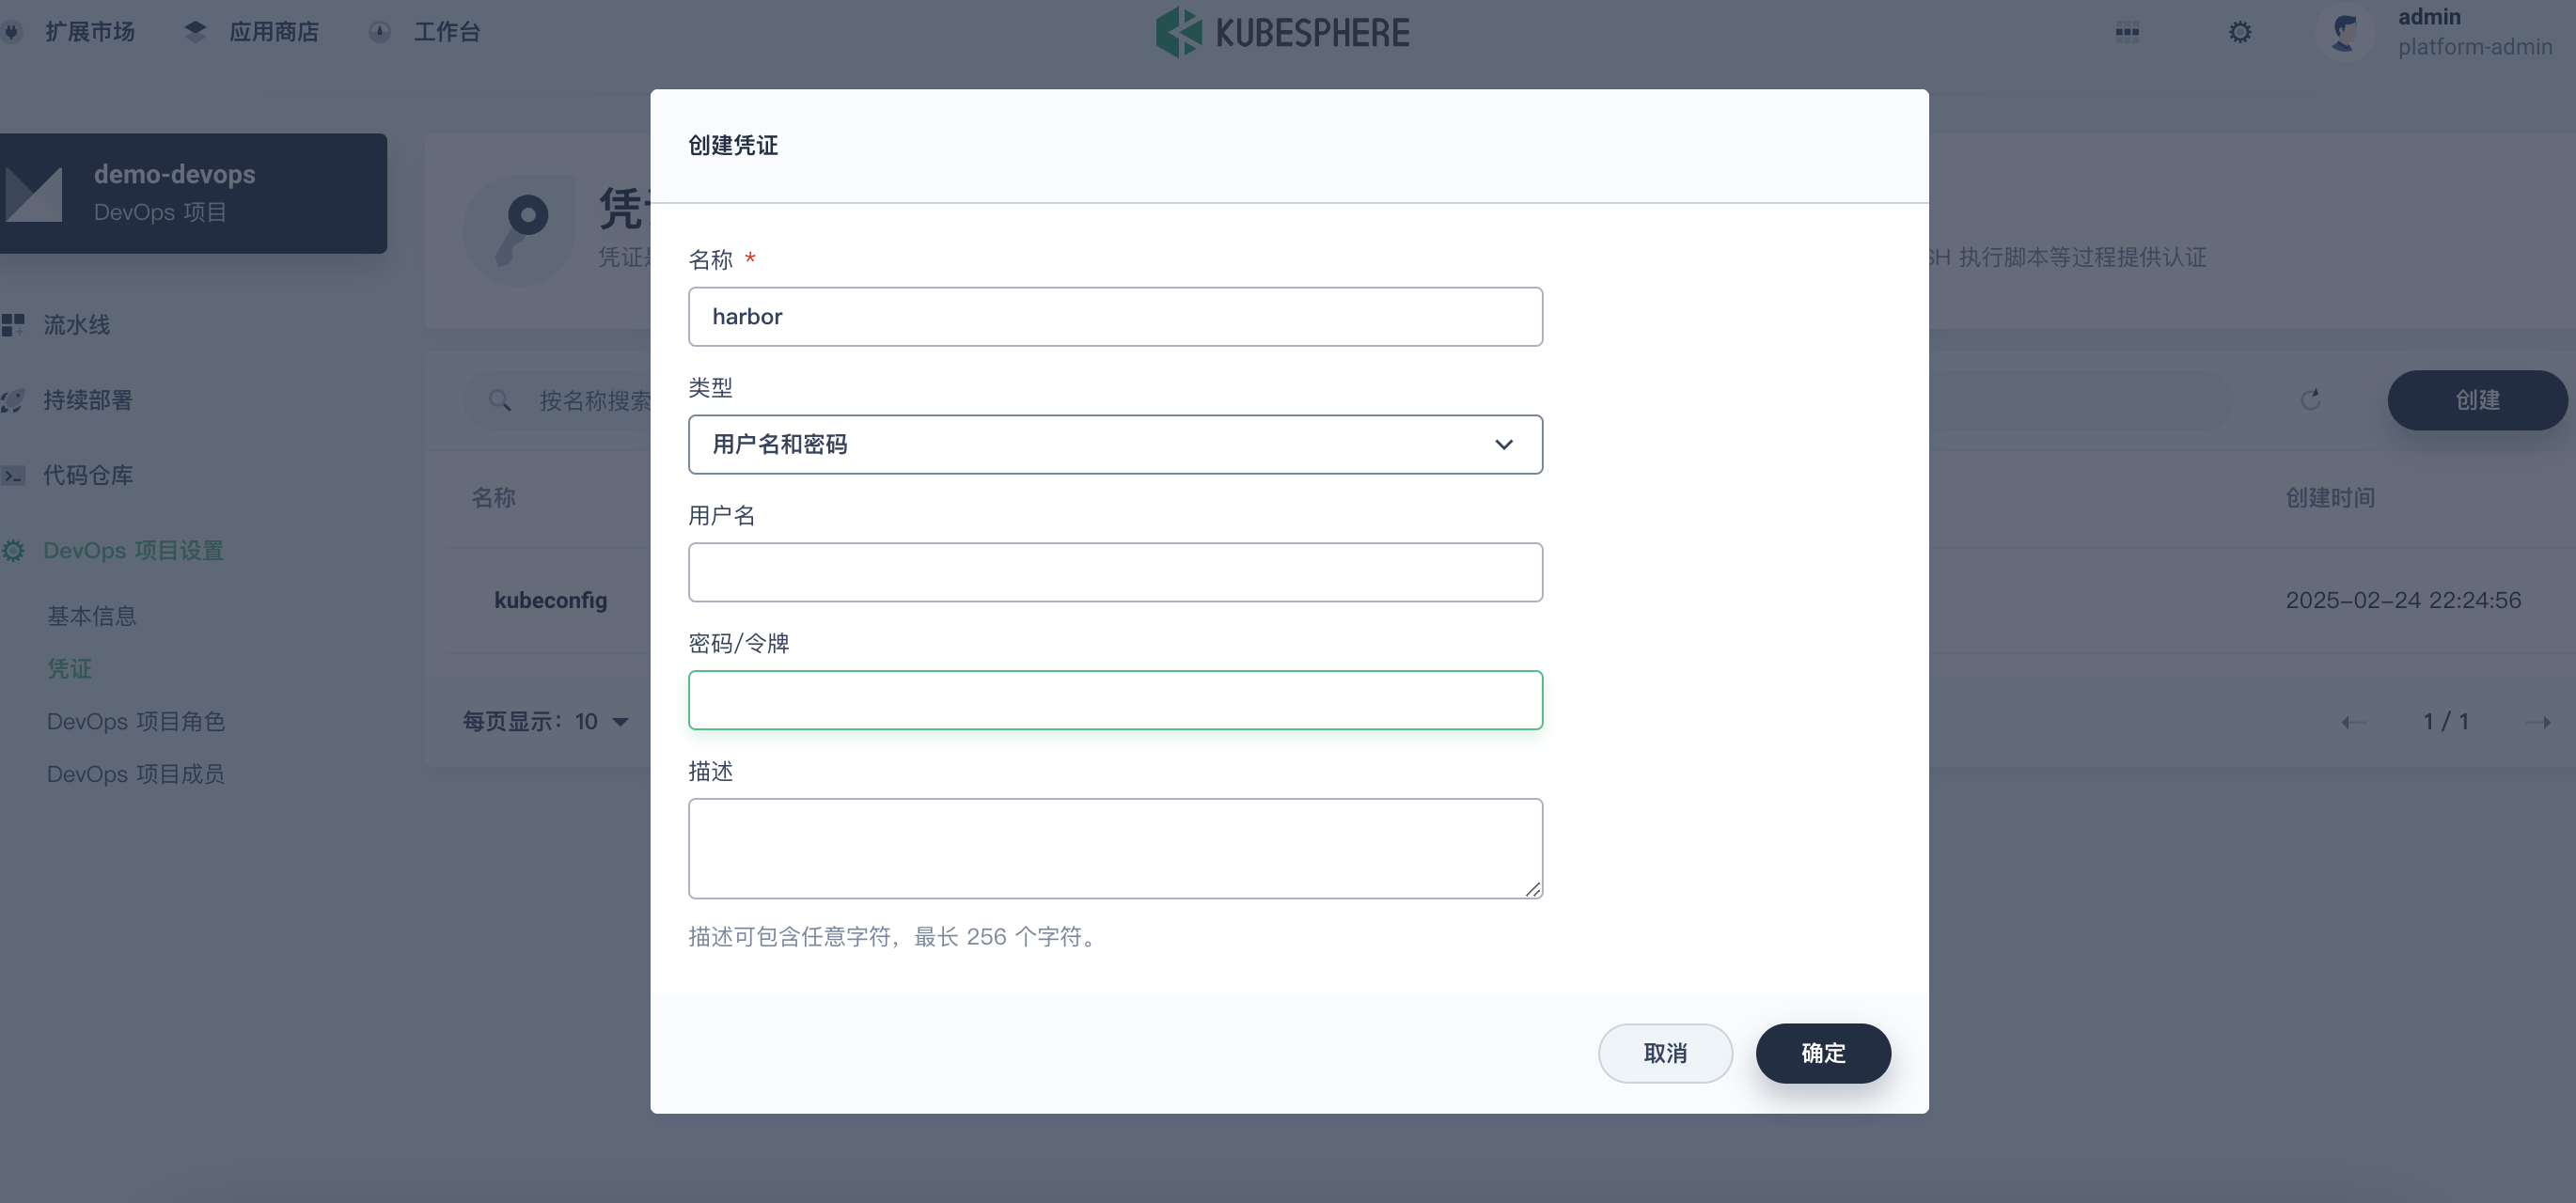 扩展市场
应用商店
工作台
KUBESPHERE
admin
platform-admin
demo-devops
DevOps 项目
流水线
持续部署
代码仓库
DevOps 项目设置
基本信息
凭证
DevOps 项目角色
DevOps 项目成员
凭
凭证
SH 执行脚本等过程提供认证
按名称搜索
创建
名称
创建时间
kubeconfig
2025-02-24 22:24:56
每页显示：10
1 / 1
创建凭证
名称 *
harbor
类型
用户名和密码
用户名
密码/令牌
描述
描述可包含任意字符，最长 256 个字符。
取消
确定